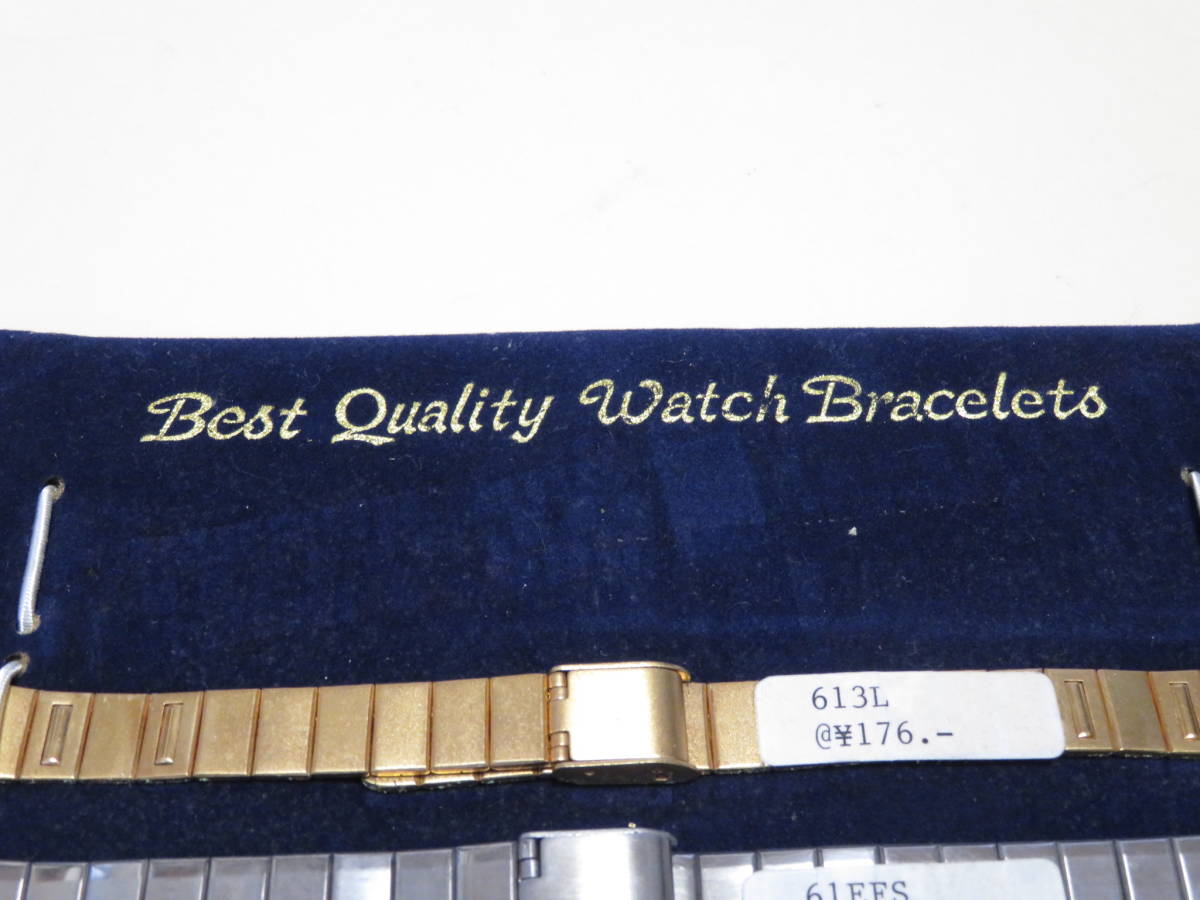 Best Quality Watch Bracelets
613L
@¥176.-